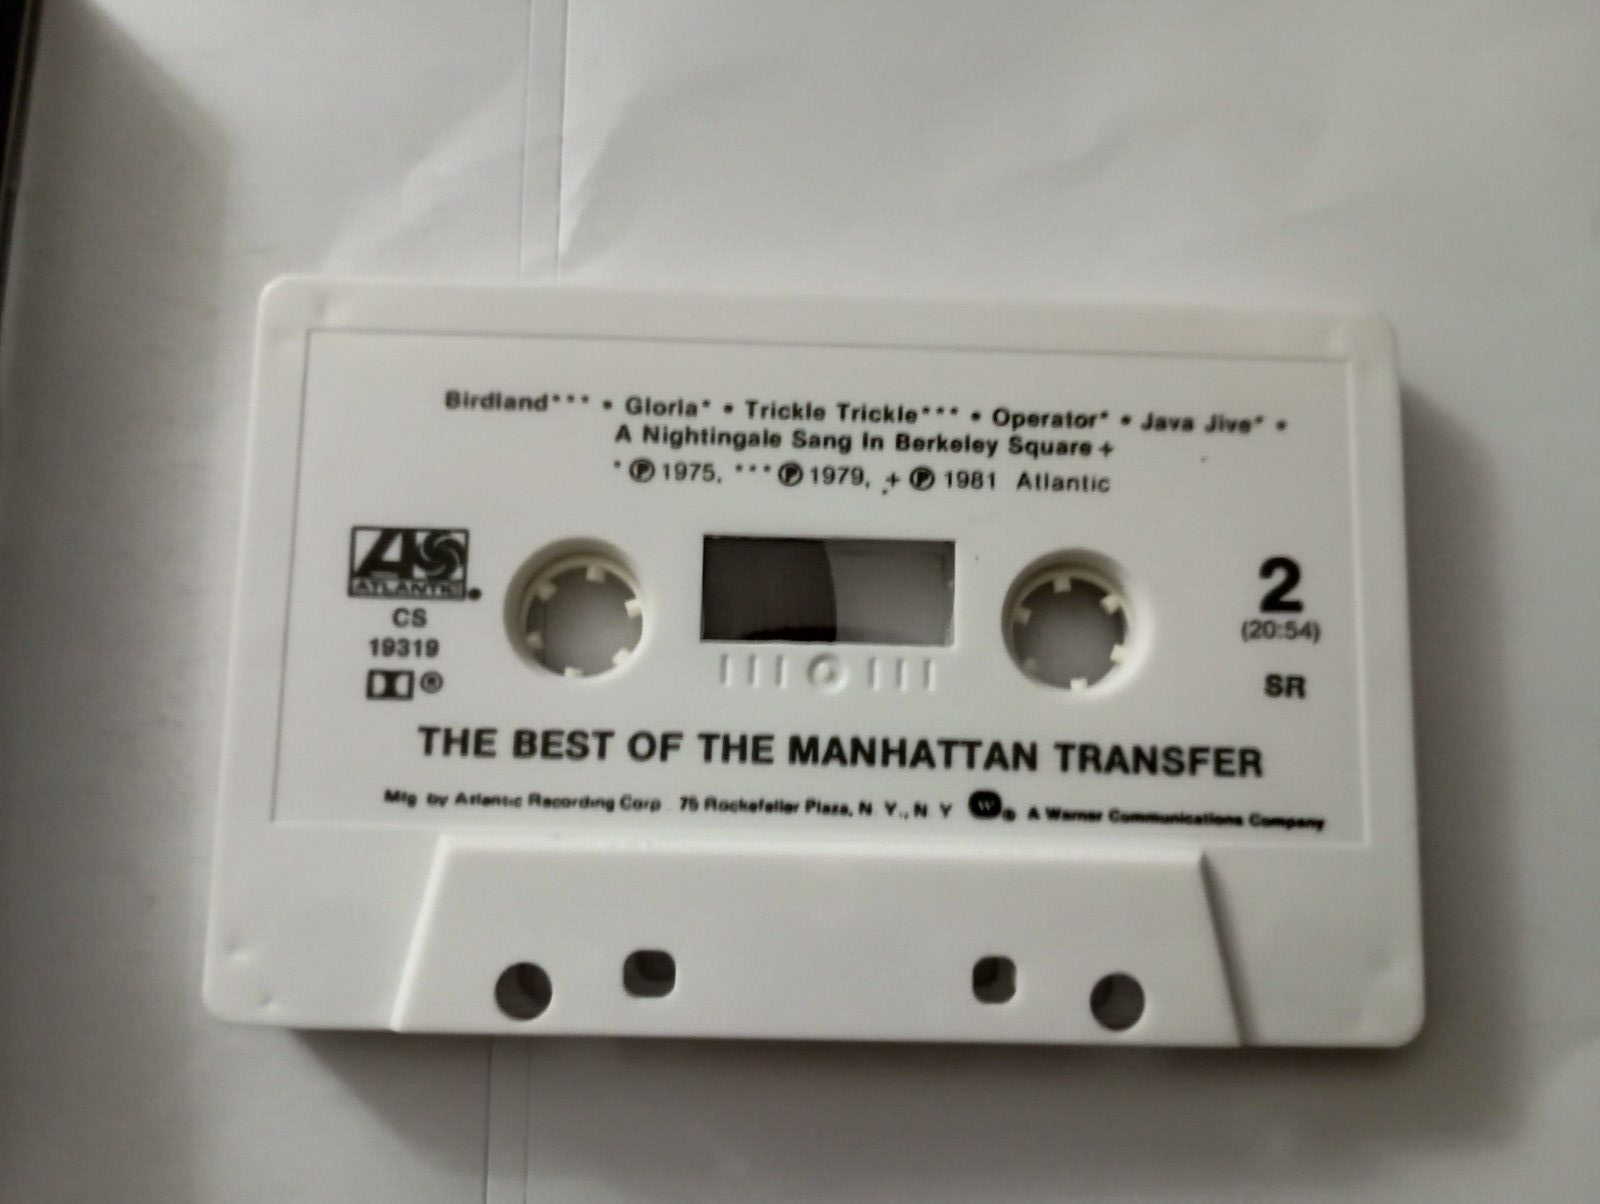 Birdland*** • Gloria* • Trickle Trickle*** • Operator* • Java Jive* •
A Nightingale Sang In Berkeley Square +
* ℗ 1975, *** ℗ 1979, + ℗ 1981 Atlantic
ATLANTIC
CS
19319
®
2
(20:54)
SR
THE BEST OF THE MANHATTAN TRANSFER
Mfg by Atlantic Recording Corp 75 Rockefeller Plaza, N Y., N Y W® A Warner Communications Company